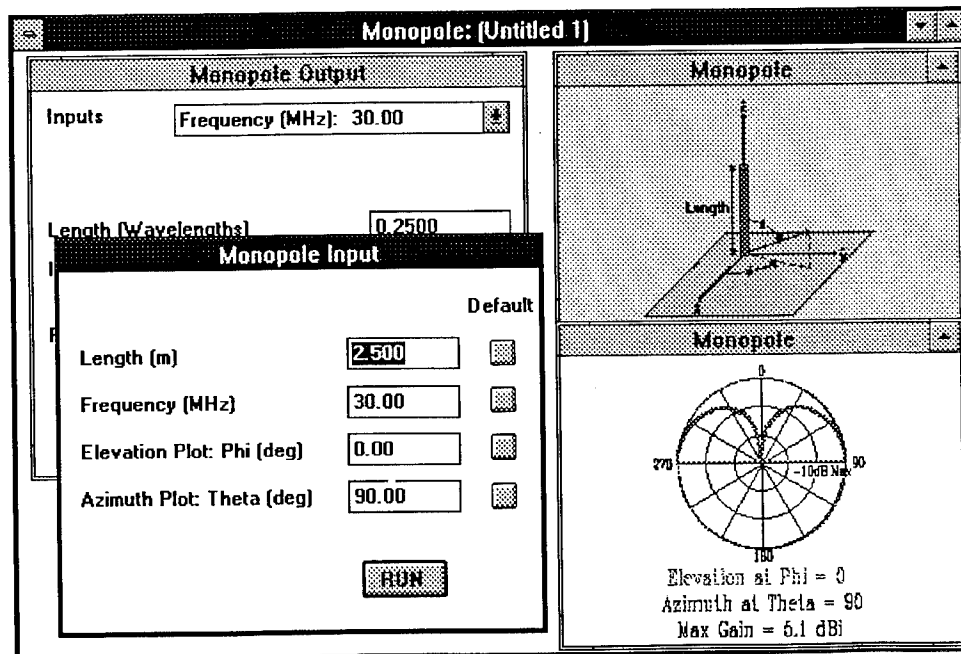 Monopole: (Untitled 1)
Monopole Output
Inputs
Frequency (MHz): 30.00
Length (Wavelengths)
0.2500
Monopole Input
Default
Length (m)
2.500
Frequency (MHz)
30.00
Elevation Plot: Phi (deg)
0.00
Azimuth Plot: Theta (deg)
90.00
RUN
Monopole
Length
Monopole
0
270
90
-10dB
180
Elevation at Phi = 0
Azimuth at Theta = 90
Max Gain = 5.1 dBi